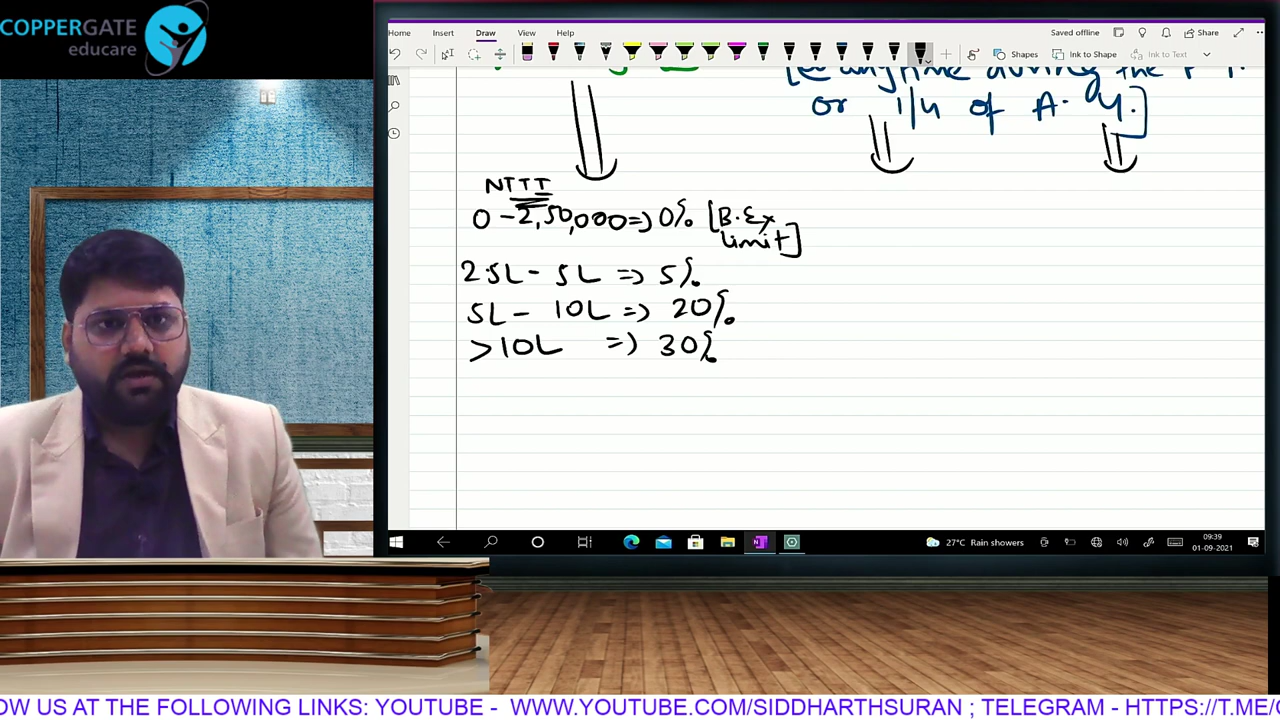 COPPERGATE
educare
Home Insert Draw View Help
Saved offline
Share
Shapes
Ink to Shape
Ink to Text
during the P.Y.
or 1/4 of A.Y.]
NTTT
0 - 2,50,000 => 0% [B.Ex
limit]
2.5L - 5L => 5%
5L - 10L => 20%
>10L => 30%
27°C Rain showers
09:39
01-09-2021
OW US AT THE FOLLOWING LINKS: YOUTUBE - WWW.YOUTUBE.COM/SIDDHARTHSURAN ; TELEGRAM - HTTPS://T.ME/